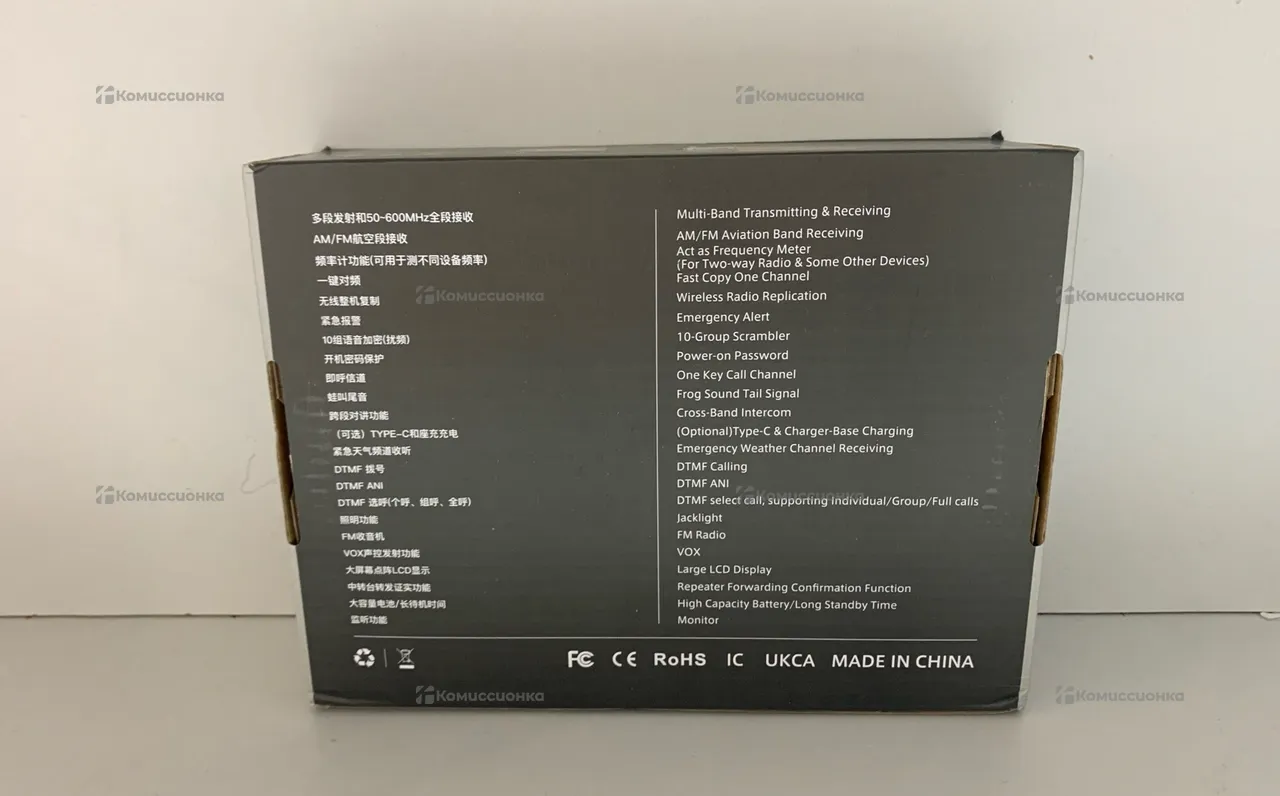 Комиссионка
Комиссионка
多段发射和50~600MHz全段接收
AM/FM航空段接收
频率计功能(可用于测不同设备频率)
一键对频
无线整机复制
紧急报警
10组语音加密(扰频)
开机密码保护
即呼信道
蛙叫尾音
跨段对讲功能
(可选) TYPE-C和座充充电
紧急天气频道收听
DTMF 拨号
DTMF ANI
DTMF 选呼(个呼、组呼、全呼)
照明功能
FM收音机
VOX声控发射功能
大屏幕点阵LCD显示
中转台转发证实功能
大容量电池/长待机时间
监听功能
Multi-Band Transmitting & Receiving
AM/FM Aviation Band Receiving
Act as Frequency Meter
(For Two-way Radio & Some Other Devices)
Fast Copy One Channel
Wireless Radio Replication
Emergency Alert
10-Group Scrambler
Power-on Password
One Key Call Channel
Frog Sound Tail Signal
Cross-Band Intercom
(Optional)Type-C & Charger-Base Charging
Emergency Weather Channel Receiving
DTMF Calling
DTMF ANI
DTMF select call, supporting Individual/Group/Full calls
Jacklight
FM Radio
VOX
Large LCD Display
Repeater Forwarding Confirmation Function
High Capacity Battery/Long Standby Time
Monitor
FC CE RoHS IC UKCA MADE IN CHINA
Комиссионка
Комиссионка
Комиссионка
Комиссионка
Комиссионка
Комиссионка